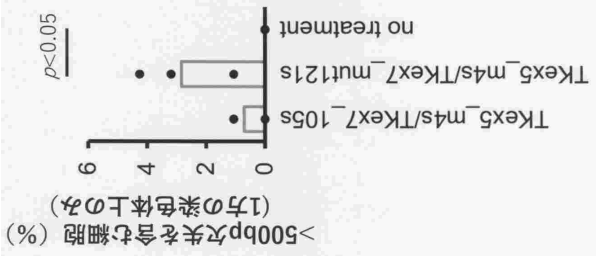 >500bp欠失を含む細胞（%）
（1方の染色体上のみ）
0 2 4 6
TKex5_m4s/TKex7_105s
TKex5_m4s/TKex7_mut121s
no treatment
p<0.05